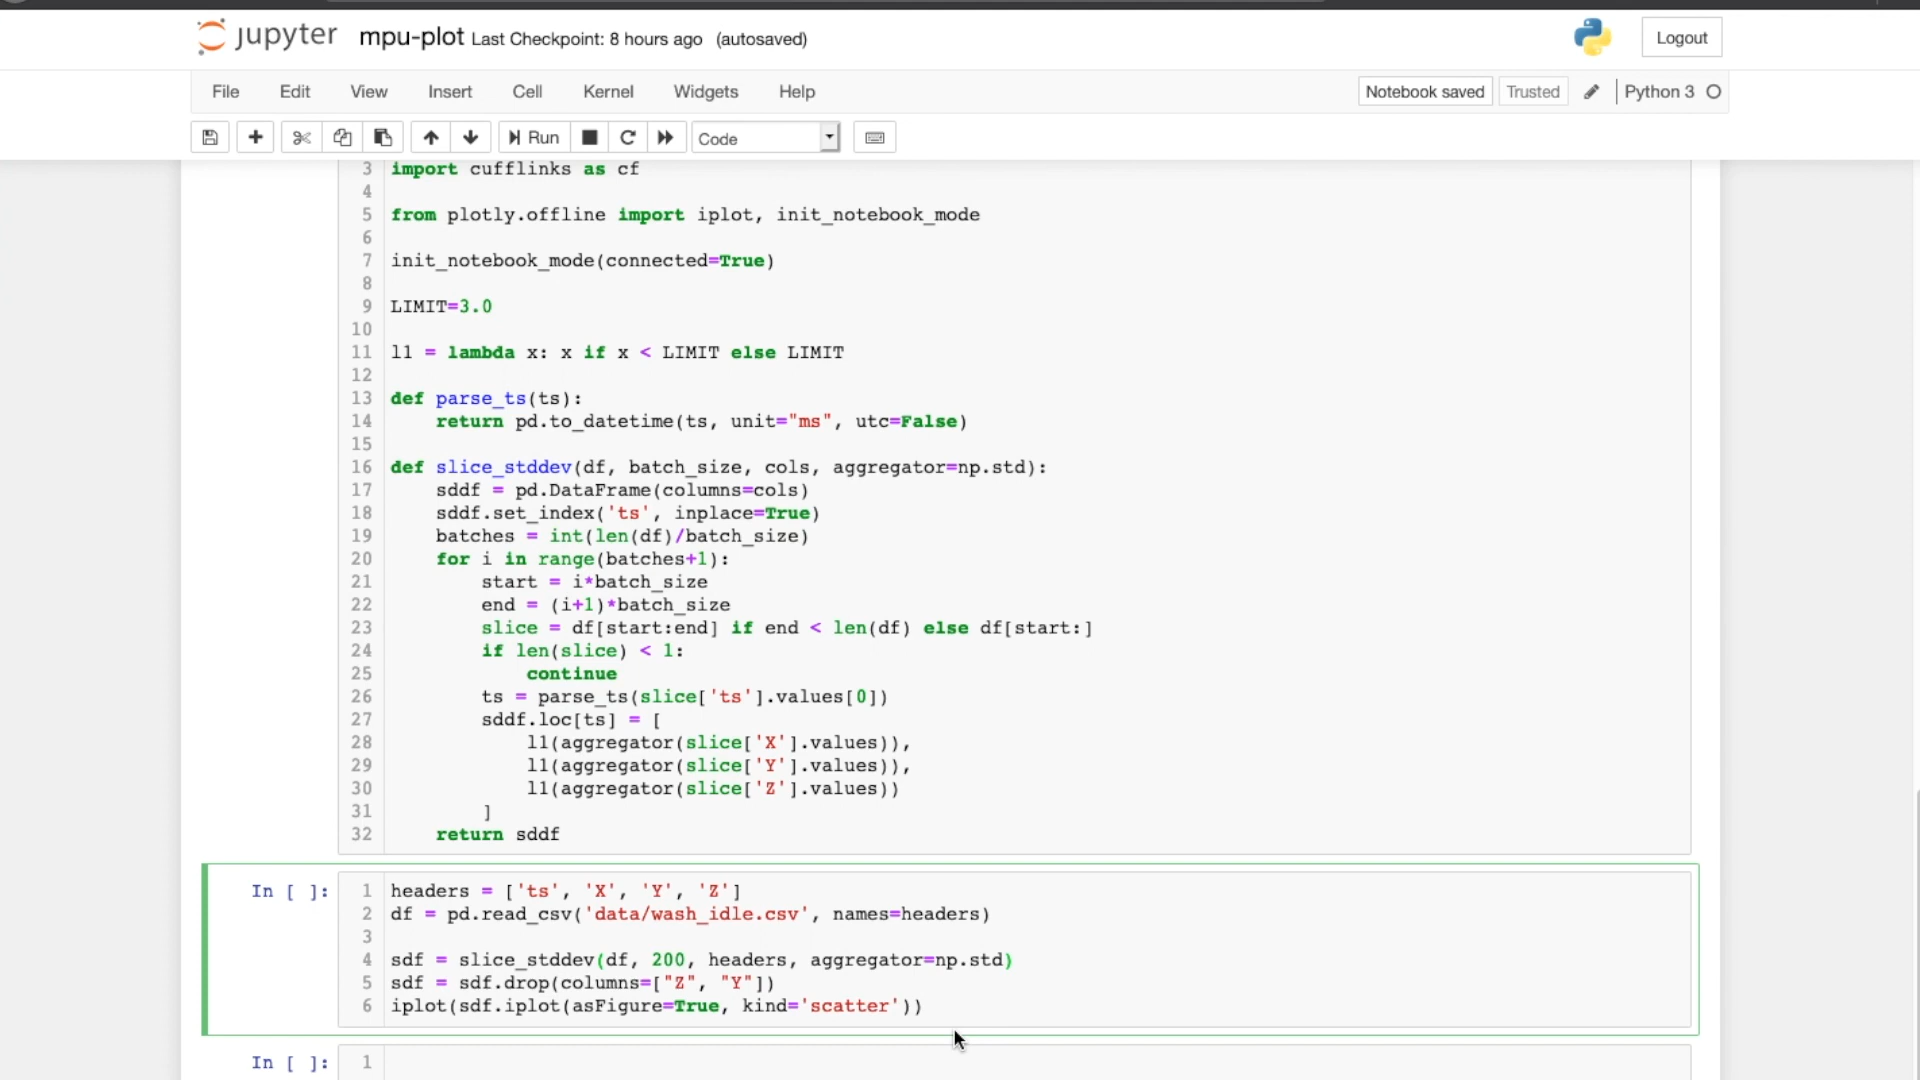 jupyter mpu-plot Last Checkpoint: 8 hours ago (autosaved) Logout
File Edit View Insert Cell Kernel Widgets Help Notebook saved Trusted Python 3
Run Code
3 import cufflinks as cf
4
5 from plotly.offline import iplot, init_notebook_mode
6
7 init_notebook_mode(connected=True)
8
9 LIMIT=3.0
10
11 l1 = lambda x: x if x < LIMIT else LIMIT
12
13 def parse_ts(ts):
14     return pd.to_datetime(ts, unit="ms", utc=False)
15
16 def slice_stddev(df, batch_size, cols, aggregator=np.std):
17     sddf = pd.DataFrame(columns=cols)
18     sddf.set_index('ts', inplace=True)
19     batches = int(len(df)/batch_size)
20     for i in range(batches+1):
21         start = i*batch_size
22         end = (i+1)*batch_size
23         slice = df[start:end] if end < len(df) else df[start:]
24         if len(slice) < 1:
25             continue
26         ts = parse_ts(slice['ts'].values[0])
27         sddf.loc[ts] = [
28             l1(aggregator(slice['X'].values)),
29             l1(aggregator(slice['Y'].values)),
30             l1(aggregator(slice['Z'].values))
31         ]
32     return sddf
In [ ]: 1 headers = ['ts', 'X', 'Y', 'Z']
2 df = pd.read_csv('data/wash_idle.csv', names=headers)
3
4 sdf = slice_stddev(df, 200, headers, aggregator=np.std)
5 sdf = sdf.drop(columns=["Z", "Y"])
6 iplot(sdf.iplot(asFigure=True, kind='scatter'))
In [ ]: 1